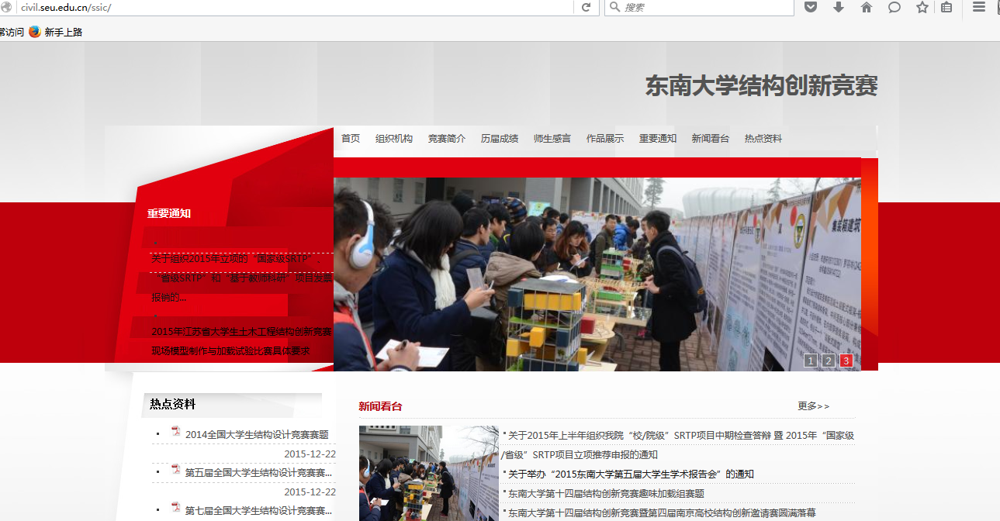 civil.seu.edu.cn/ssic/
搜索
常访问 新手上路
东南大学结构创新竞赛
首页 组织机构 竞赛简介 历届成绩 师生感言 作品展示 重要通知 新闻看台 热点资料
重要通知
关于组织2015年立项的“国家级SRTP”、
“省级SRTP”和“基于教师科研”项目发票
报销的...
2015年江苏省大学生土木工程结构创新竞赛
现场模型制作与加载试验比赛具体要求
集装箱建筑
1 2 3
热点资料
2014全国大学生结构设计竞赛赛题
2015-12-22
第五届全国大学生结构设计竞赛赛...
2015-12-22
第七届全国大学生结构设计竞赛赛...
新闻看台 更多>>
关于2015年上半年组织我院“校/院级”SRTP项目中期检查答辩 暨 2015年“国家级
/省级”SRTP项目立项推荐申报的通知
关于举办“2015东南大学第五届大学生学术报告会”的通知
东南大学第十四届结构创新竞赛趣味加载组赛题
东南大学第十四届结构创新竞赛暨第四届南京高校结构创新邀请赛圆满落幕